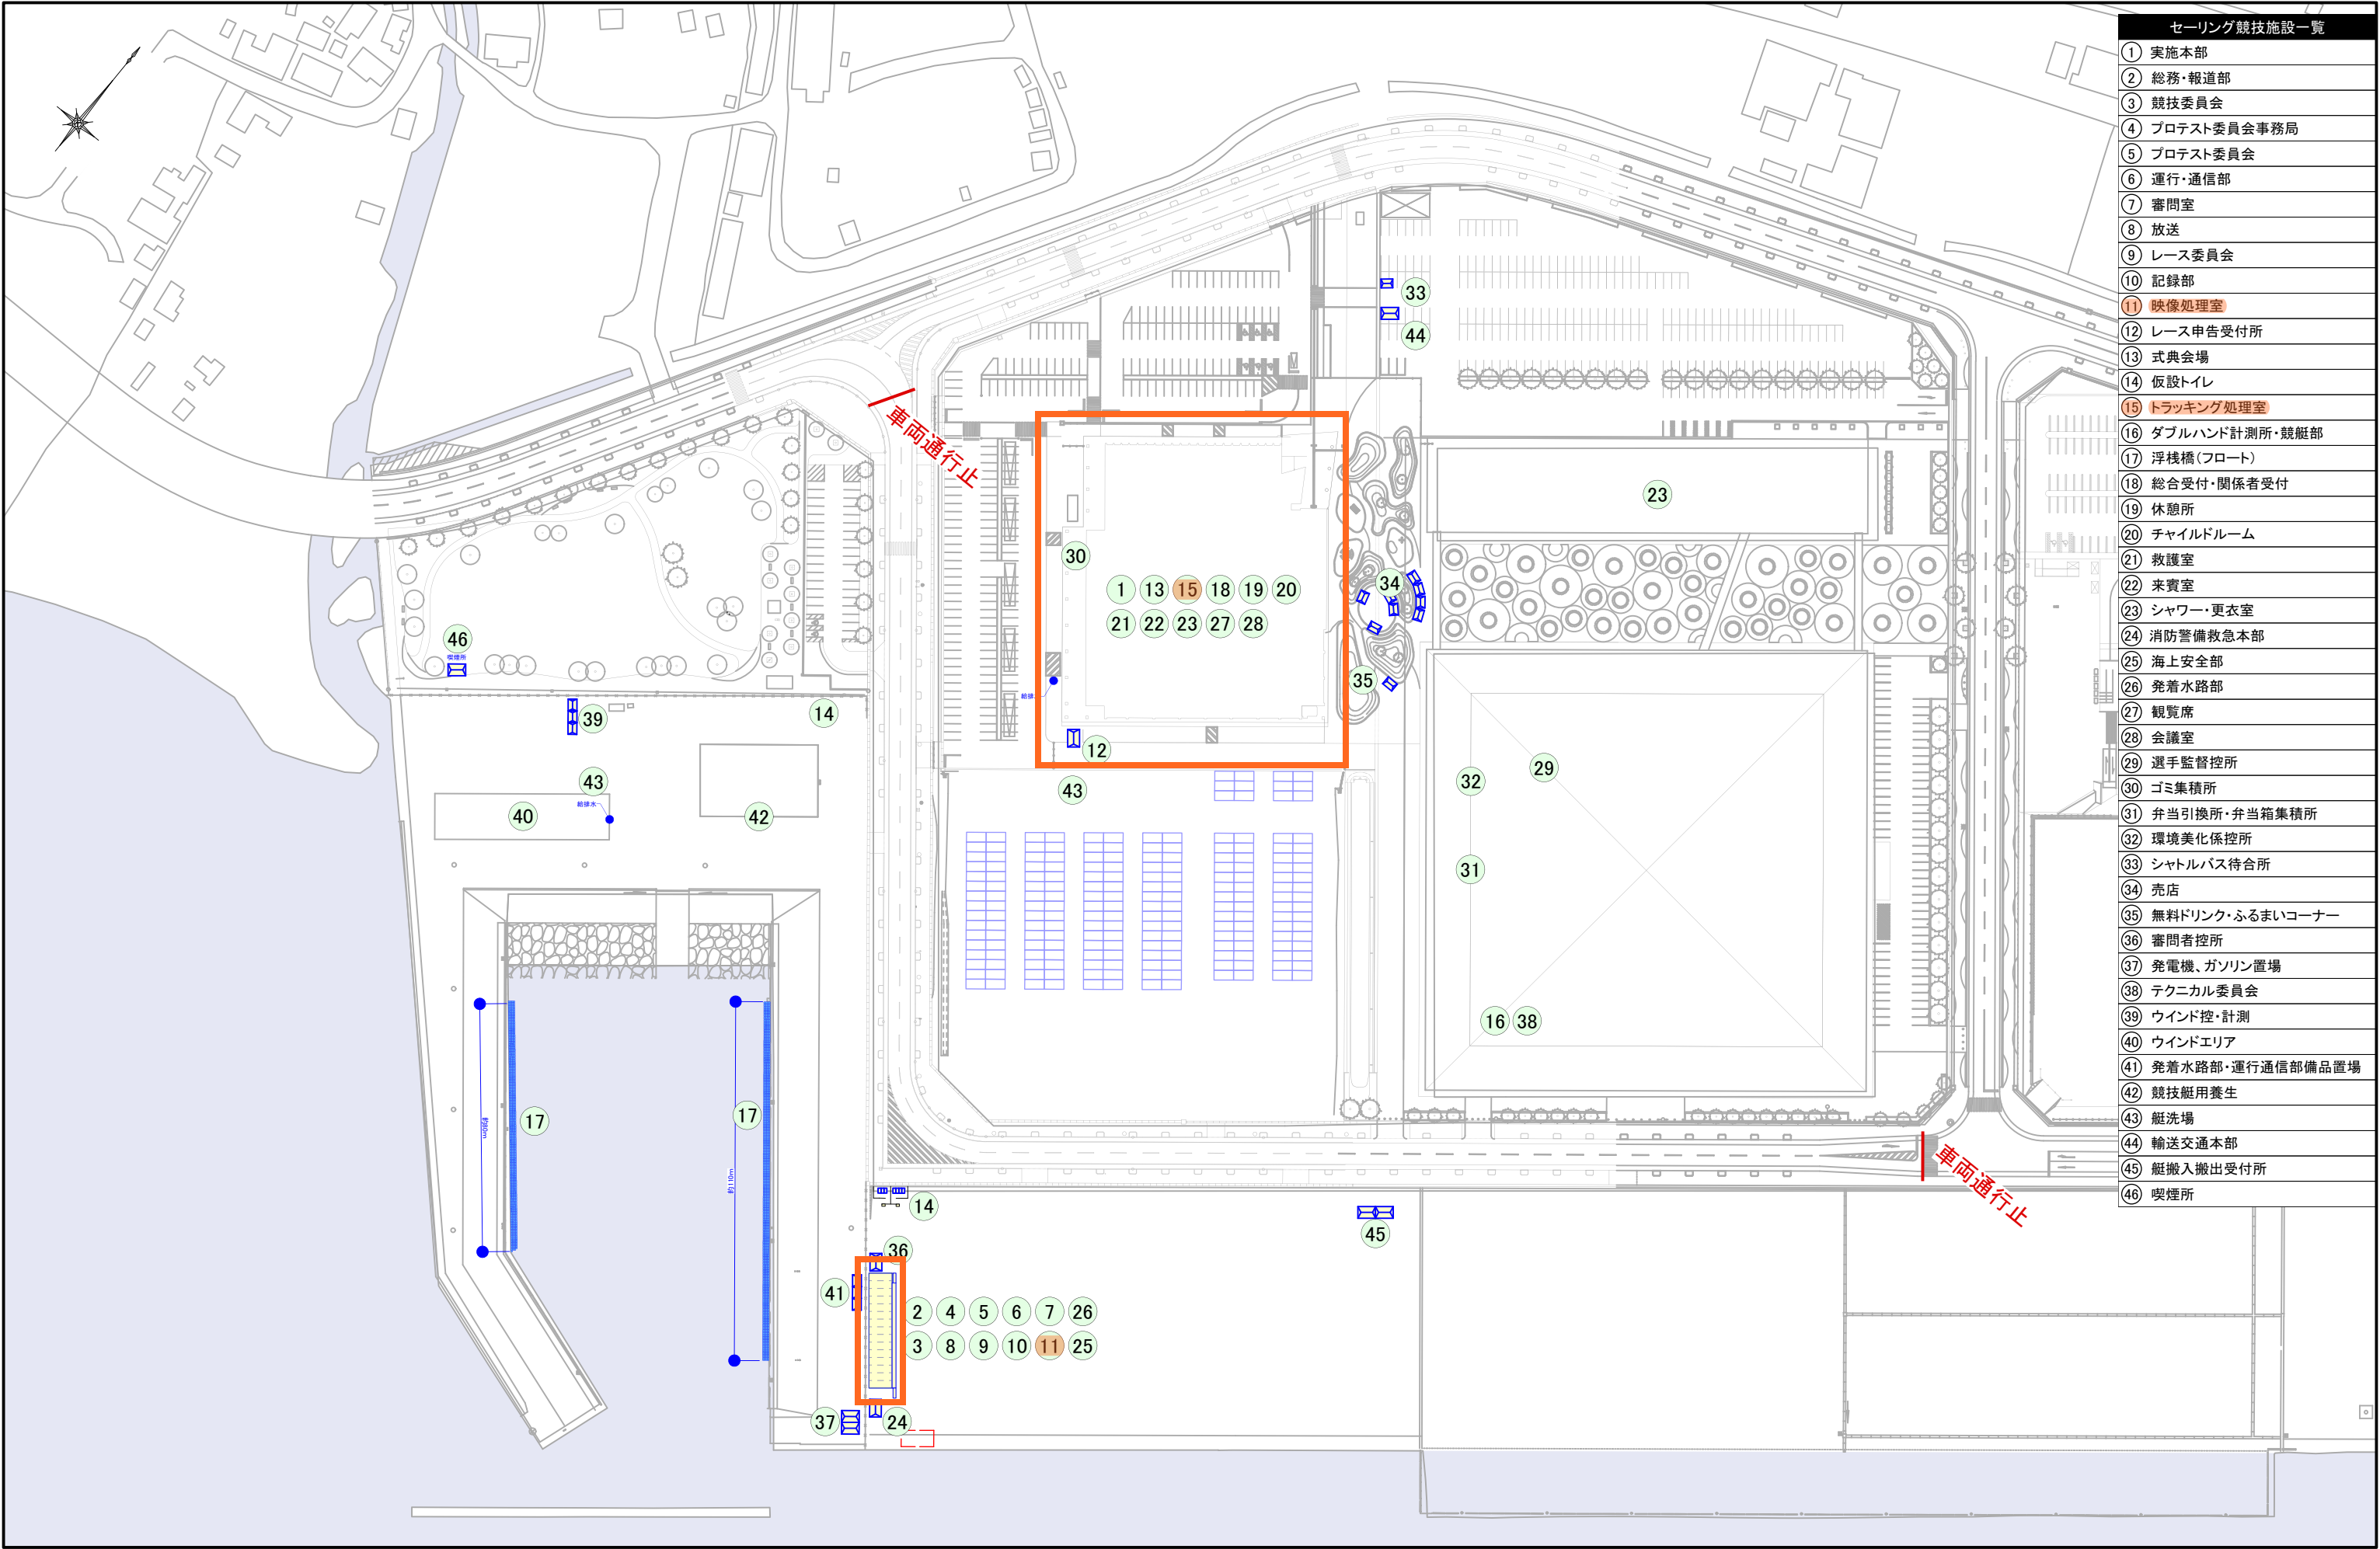 セーリング競技施設一覧
① 実施本部
② 総務・報道部
③ 競技委員会
④ プロテスト委員会事務局
⑤ プロテスト委員会
⑥ 運行・通信部
⑦ 審問室
⑧ 放送
⑨ レース委員会
⑩ 記録部
⑪ 映像処理室
⑫ レース申告受付所
⑬ 式典会場
⑭ 仮設トイレ
⑮ トラッキング処理室
⑯ ダブルハンド計測所・競艇部
⑰ 浮桟橋(フロート)
⑱ 総合受付・関係者受付
⑲ 休憩所
⑳ チャイルドルーム
㉑ 救護室
㉒ 来賓室
㉓ シャワー・更衣室
㉔ 消防警備救急本部
㉕ 海上安全部
㉖ 発着水路部
㉗ 観覧席
㉘ 会議室
㉙ 選手監督控所
㉚ ゴミ集積所
㉛ 弁当引換所・弁当箱集積所
㉜ 環境美化係控所
㉝ シャトルバス待合所
㉞ 売店
㉟ 無料ドリンク・ふるまいコーナー
㊱ 審問者控所
㊲ 発電機、ガソリン置場
㊳ テクニカル委員会
㊴ ウインド控・計測
㊵ ウインドエリア
㊶ 発着水路部・運行通信部備品置場
㊷ 競技艇用養生
㊸ 艇洗場
㊹ 輸送交通本部
㊺ 艇搬入搬出受付所
㊻ 喫煙所
33
44
車両通行止
23
30
1 13 15 18 19 20
21 22 23 27 28
34
46
喫煙所
35
給排水
39
14
12
43
43
32
29
40
給排水
42
31
16 38
17
17
約80m
約110m
車両通行止
14
45
36
41
2 4 5 6 7 26
3 8 9 10 11 25
37
24